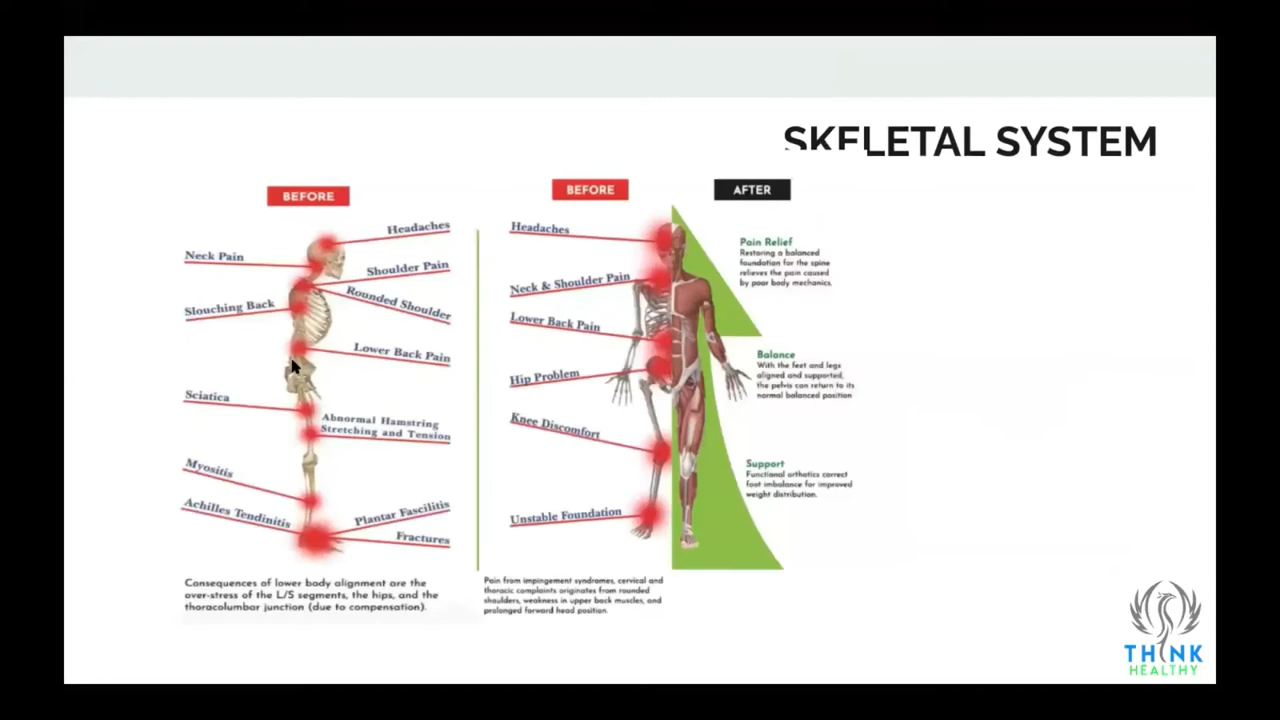 SKELETAL SYSTEM
BEFORE
Headaches
Neck Pain
Shoulder Pain
Rounded Shoulder
Slouching Back
Lower Back Pain
Sciatica
Abnormal Hamstring
Stretching and Tension
Myositis
Achilles Tendinitis
Plantar Fascilitis
Fractures
Consequences of lower body alignment are the
over-stress of the L/S segments, the hips, and the
thoracolumbar junction (due to compensation).
BEFORE
AFTER
Headaches
Neck & Shoulder Pain
Lower Back Pain
Hip Problem
Knee Discomfort
Unstable Foundation
Pain from impingement syndromes, cervical and
thoracic complaints originates from rounded
shoulders, weakness in upper back muscles, and
prolonged forward head position.
Pain Relief
Restoring a balanced
foundation for the spine
relieves the pain caused
by poor body mechanics.
Balance
With the feet and legs
aligned and supported,
the pelvis can return to its
normal balanced position
Support
Functional orthotics correct
foot imbalance for improved
weight distribution.
THINK
HEALTHY